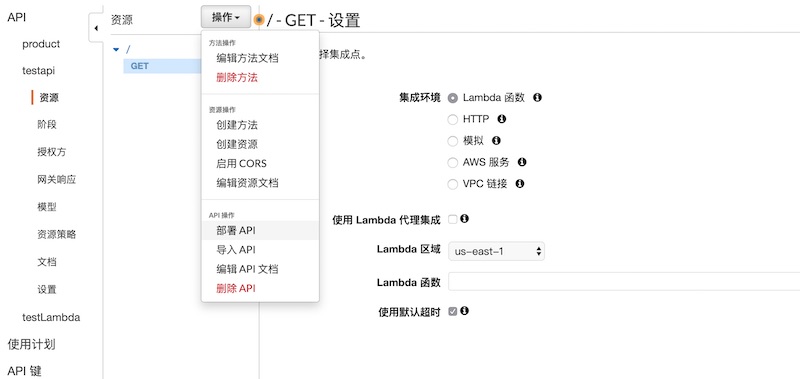 API
product
testapi
资源
阶段
授权方
网关响应
模型
资源策略
文档
设置
testLambda
使用计划
API 键
资源
操作
/
GET
方法操作
编辑方法文档
删除方法
资源操作
创建方法
创建资源
启用 CORS
编辑资源文档
API 操作
部署 API
导入 API
编辑 API 文档
删除 API
/ - GET - 设置
择集成点。
集成环境
Lambda 函数
HTTP
模拟
AWS 服务
VPC 链接
使用 Lambda 代理集成
Lambda 区域
us-east-1
Lambda 函数
使用默认超时